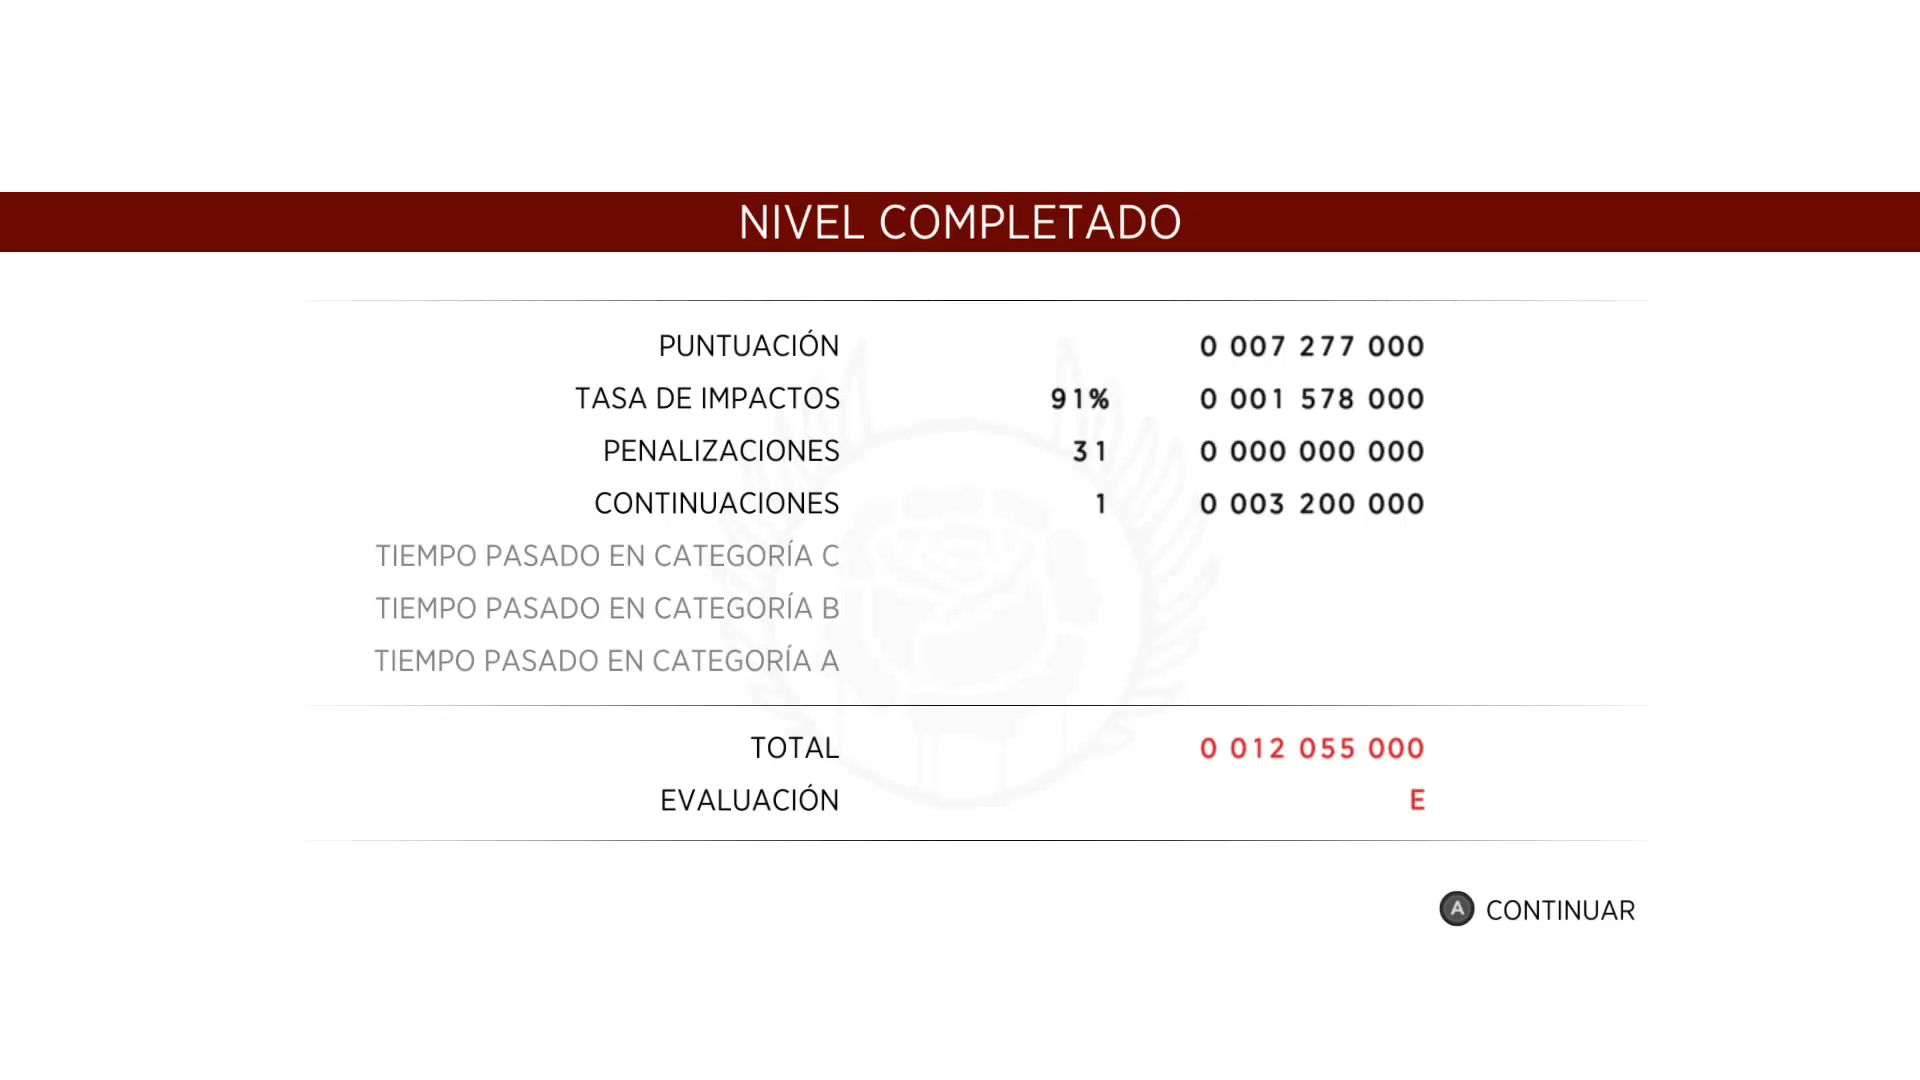 NIVEL COMPLETADO
PUNTUACIÓN 0 007 277 000
TASA DE IMPACTOS 91% 0 001 578 000
PENALIZACIONES 31 0 000 000 000
CONTINUACIONES 1 0 003 200 000
TIEMPO PASADO EN CATEGORÍA C
TIEMPO PASADO EN CATEGORÍA B
TIEMPO PASADO EN CATEGORÍA A
TOTAL 0 012 055 000
EVALUACIÓN E
A CONTINUAR